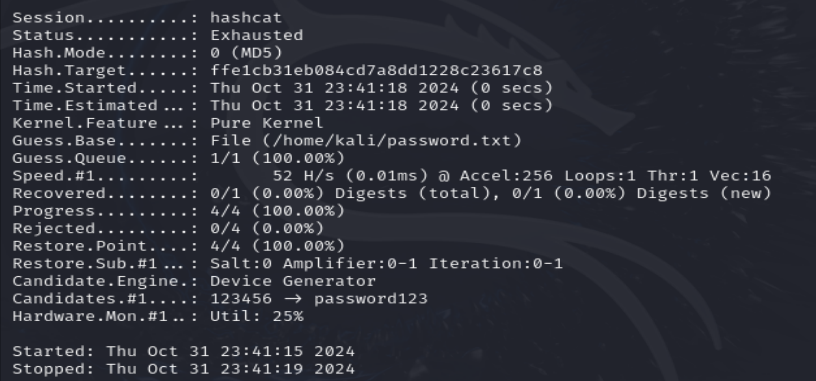 Session..........: hashcat
Status...........: Exhausted
Hash.Mode........: 0 (MD5)
Hash.Target......: ffe1cb31eb084cd7a8dd1228c23617c8
Time.Started.....: Thu Oct 31 23:41:18 2024 (0 secs)
Time.Estimated...: Thu Oct 31 23:41:18 2024 (0 secs)
Kernel.Feature...: Pure Kernel
Guess.Base.......: File (/home/kali/password.txt)
Guess.Queue......: 1/1 (100.00%)
Speed.#1.........:       52 H/s (0.01ms) @ Accel:256 Loops:1 Thr:1 Vec:16
Recovered........: 0/1 (0.00%) Digests (total), 0/1 (0.00%) Digests (new)
Progress.........: 4/4 (100.00%)
Rejected.........: 0/4 (0.00%)
Restore.Point....: 4/4 (100.00%)
Restore.Sub.#1...: Salt:0 Amplifier:0-1 Iteration:0-1
Candidate.Engine.: Device Generator
Candidates.#1....: 123456 → password123
Hardware.Mon.#1..: Util: 25%
Started: Thu Oct 31 23:41:15 2024
Stopped: Thu Oct 31 23:41:19 2024